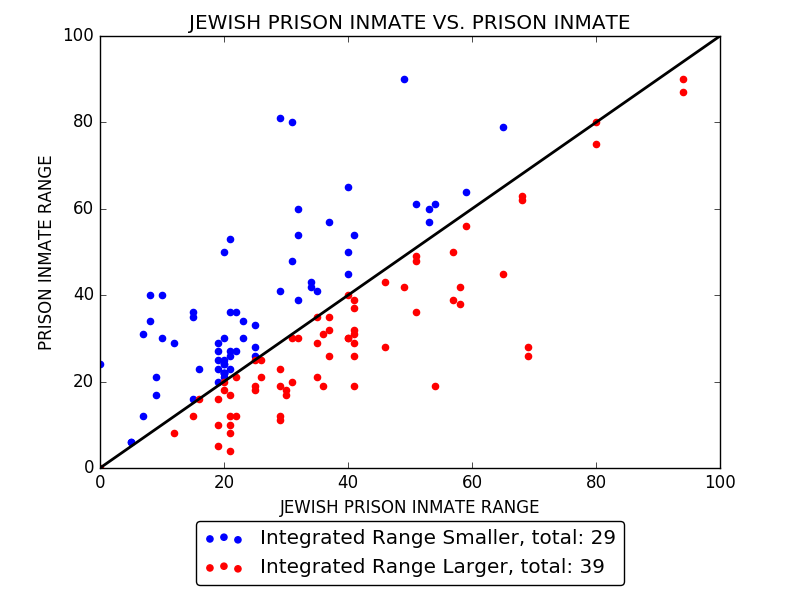 JEWISH PRISON INMATE VS. PRISON INMATE
100
80
60
40
20
0
PRISON INMATE RANGE
0 20 40 60 80 100
JEWISH PRISON INMATE RANGE
Integrated Range Smaller, total: 29
Integrated Range Larger, total: 39